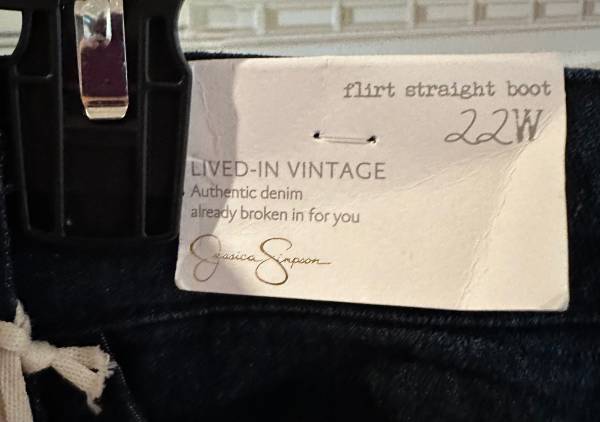 flirt straight boot
22W
LIVED-IN VINTAGE
Authentic denim
already broken in for you
Jessica Simpson